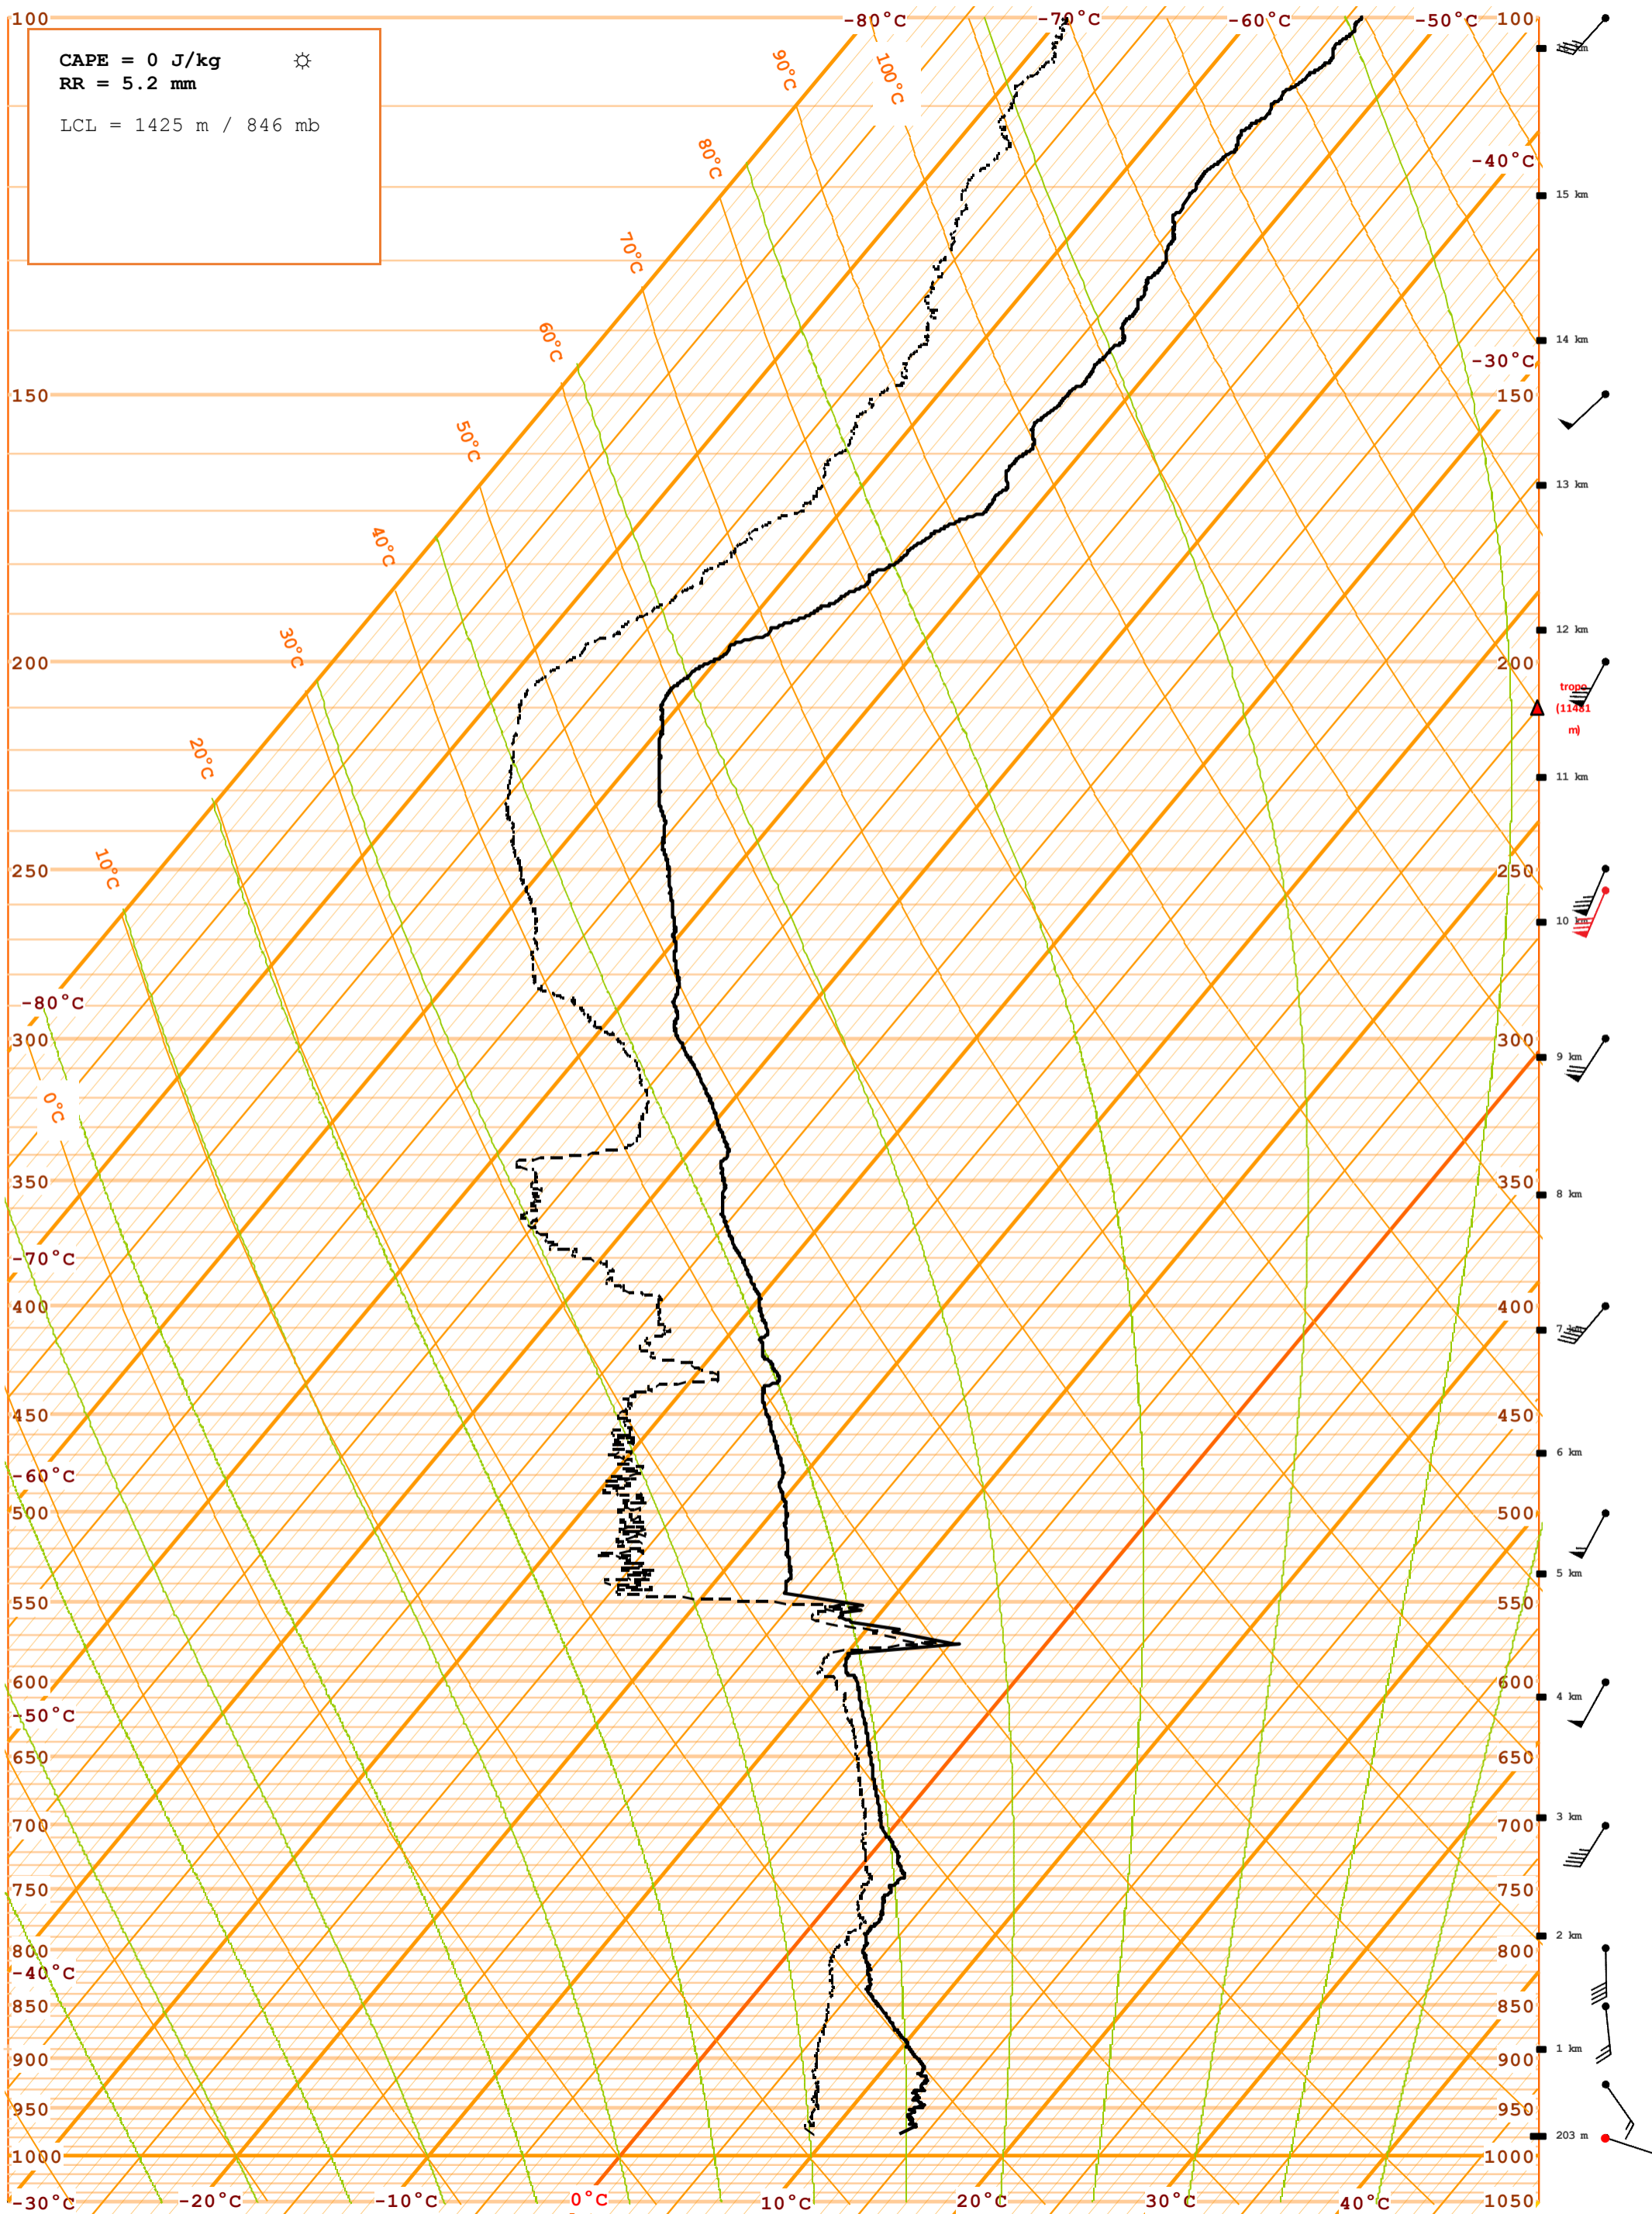 100 -80°C -70°C -60°C -50°C 100
CAPE = 0 J/kg
RR = 5.2 mm
LCL = 1425 m / 846 mb
90°C
100°C
80°C
-40°C
15 km
70°C
60°C
14 km
-30°C
150 150
50°C
13 km
40°C
12 km
30°C
200 200
tropo
(11481
m)
20°C
11 km
10°C
250 250
10 km
-80°C
300 300
9 km
0°C
350 350
8 km
-70°C
400 400
7 km
450 450
6 km
-60°C
500 500
5 km
550 550
600 600
4 km
-50°C
650 650
3 km
700 700
750 750
2 km
800 800
-40°C
850 850
1 km
900 900
950 950
203 m
1000 1000
-30°C -20°C -10°C 0°C 10°C 20°C 30°C 40°C 1050